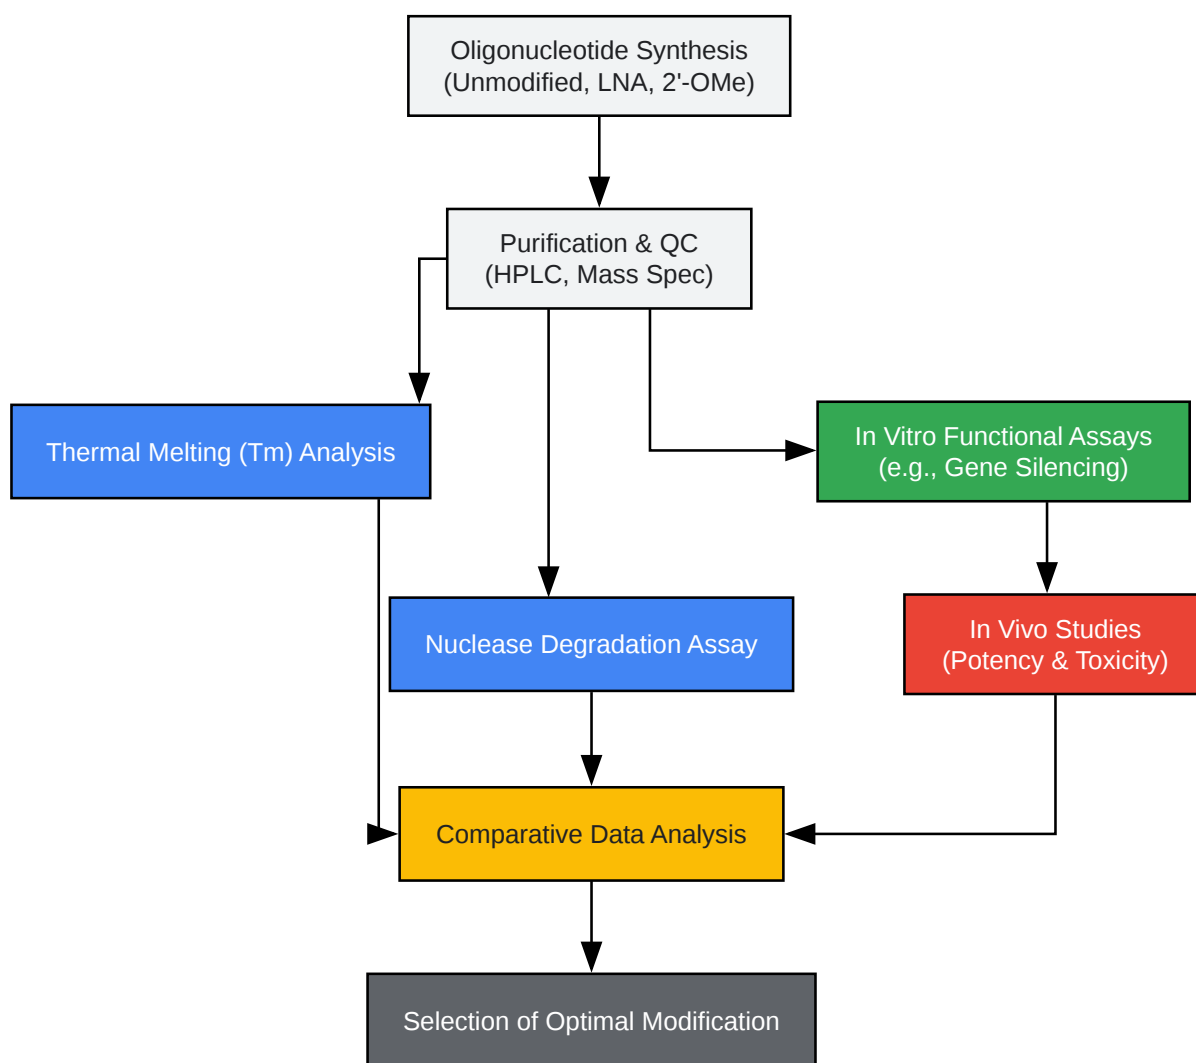 Oligonucleotide Synthesis
(Unmodified, LNA, 2'-OMe)
Purification & QC
(HPLC, Mass Spec)
Thermal Melting (Tm) Analysis
In Vitro Functional Assays
(e.g., Gene Silencing)
Nuclease Degradation Assay
In Vivo Studies
(Potency & Toxicity)
Comparative Data Analysis
Selection of Optimal Modification